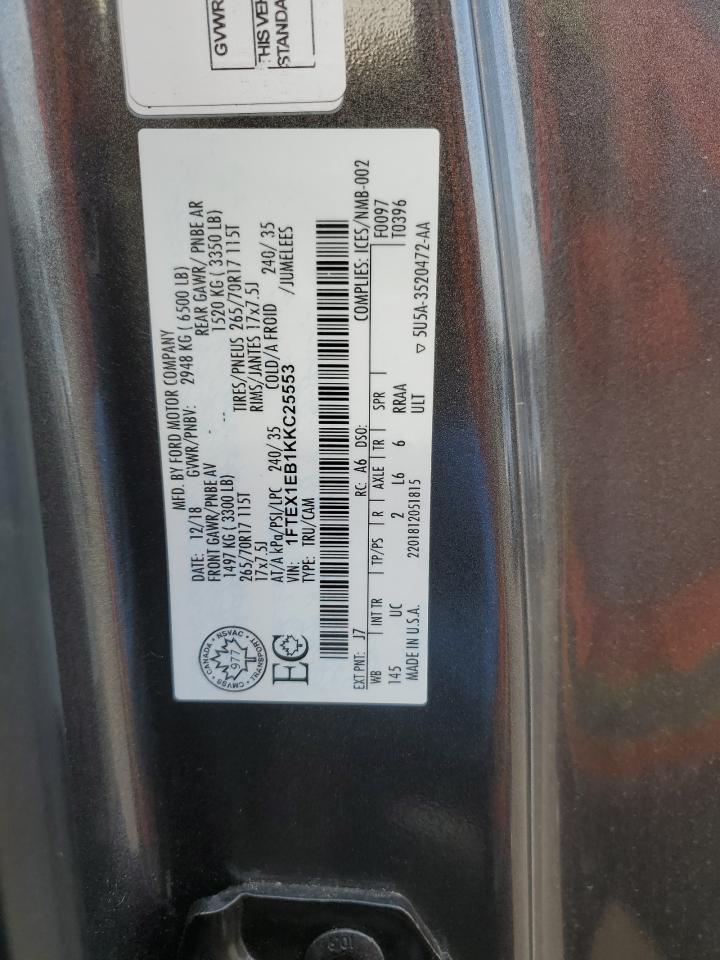 GVWR
THIS VEH
STANDA
MFD. BY FORD MOTOR COMPANY
DATE: 12/18 GVWR/PNBV: 2948 KG ( 6500 LB)
FRONT GAWR/PNBE AV REAR GAWR/ PNBE AR
1497 KG ( 3300 LB) 1520 KG ( 3350 LB)
265/70R17 115T TIRES/PNEUS 265/70R17 115T
17x7.5J RIMS/JANTES 17x7.5J
AT/A kPa/PSI/LPC 240/ 35 COLD/A FROID 240/ 35
VIN: 1FTEX1EB1KKC25553 /JUMELEES
TYPE: TRU/CAM
CANADA • NSVAC • TRANSPORT • CMVSS •
977
EC
EXT PNT: J7 RC: A6 DSO: COMPLIES: ICES/NMB-002
WB INT TR TP/PS R AXLE TR SPR F0097
145 UC 2 L6 6 RRAA T0396
MADE IN U.S.A. 2201812051815 ULT ▽ 5U5A-3520472-AA